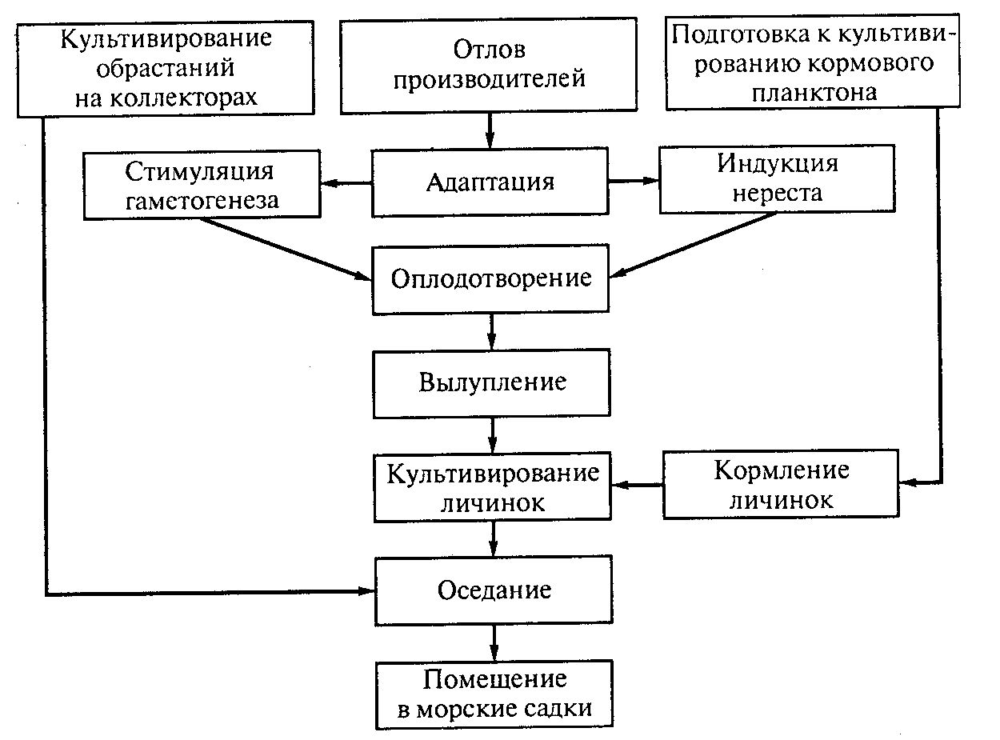 Культивирование
обрастаний
на коллекторах
Отлов
производителей
Подготовка к культиви-
рованию кормового
планктона
Стимуляция
гаметогенеза
Адаптация
Индукция
нереста
Оплодотворение
Вылупление
Культивирование
личинок
Кормление
личинок
Оседание
Помещение
в морские садки